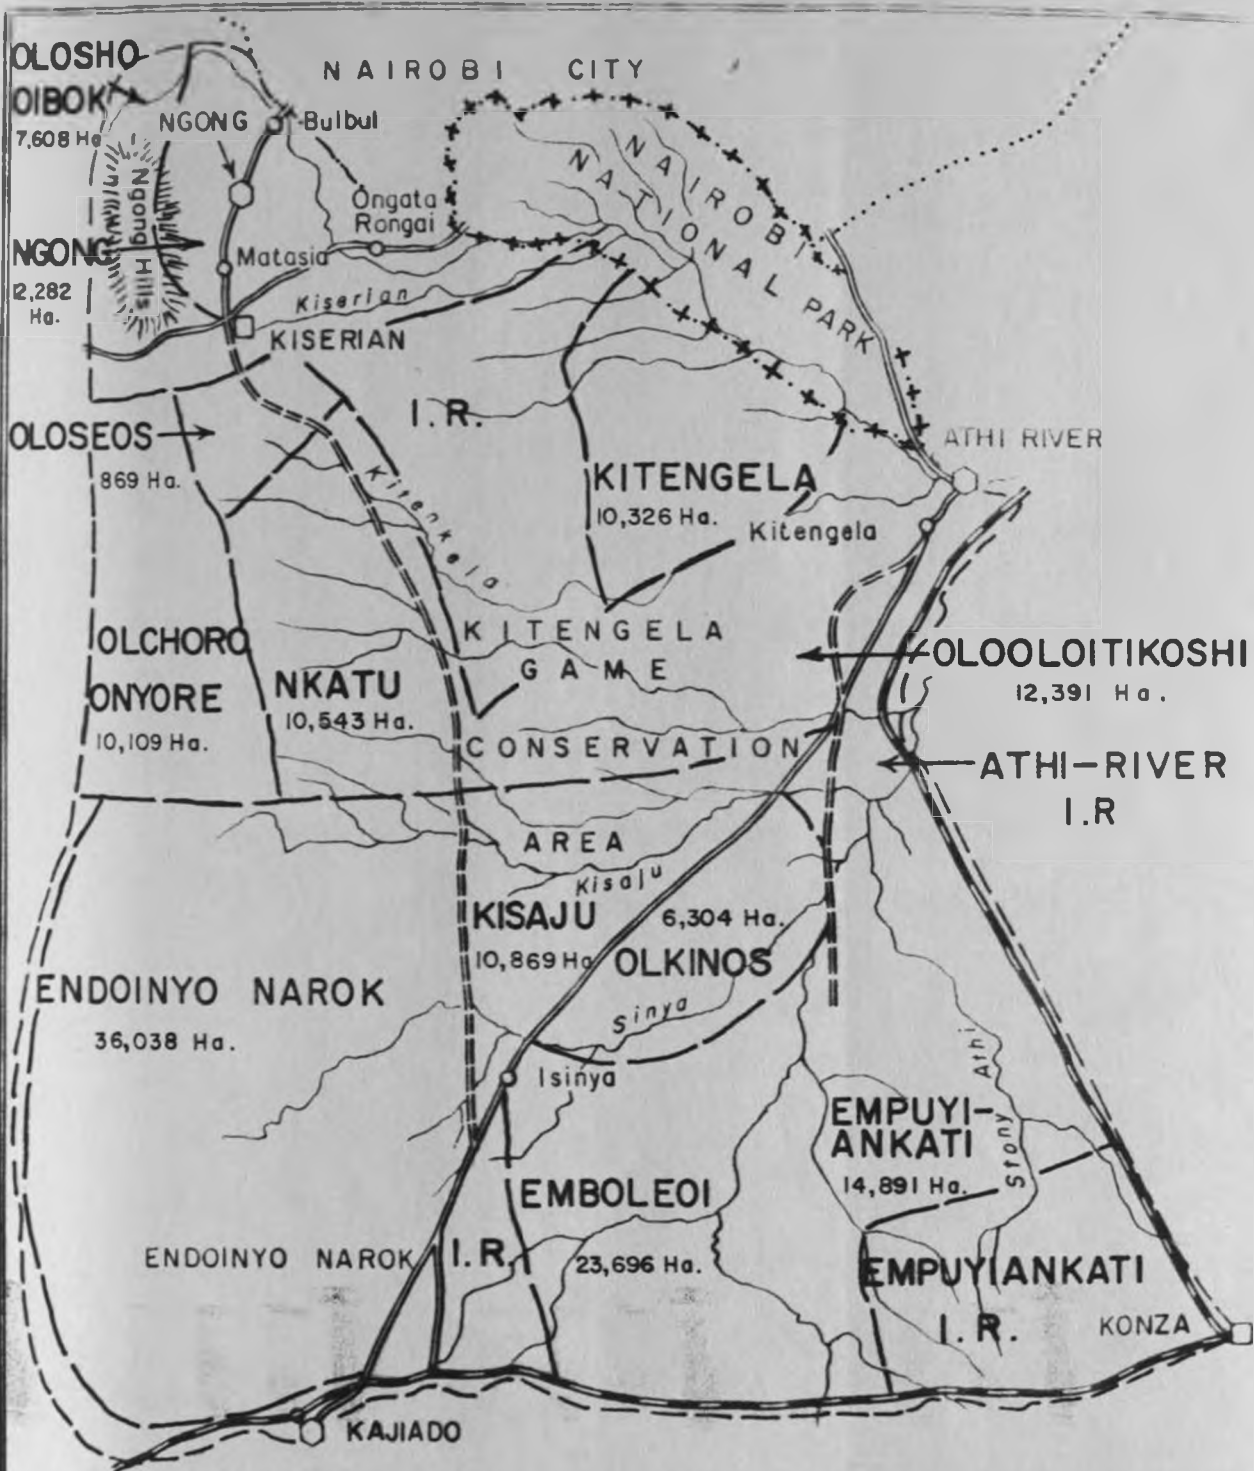 OLOSHO
OIBOK
7,608 Ha
NAIROBI CITY
NGONG
Bulbul
Ngong Hills
Ongata
Rongai
NAIROBI
NATIONAL PARK
NGONG
12,282
Ha.
Matasia
Kiserian
KISERIAN
I.R.
OLOSEOS
869 Ha.
ATHI RIVER
KITENGELA
10,326 Ha.
Kitengela
Kitenkela
OLCHORO
ONYORE
10,109 Ha.
NKATU
10,543 Ha.
KITENGELA
GAME
CONSERVATION
AREA
OLOOLOITIKOSHI
12,391 Ha.
ATHI-RIVER
I.R
Kisaju
KISAJU
10,869 Ha
6,304 Ha.
OLKINOS
Sinya
ENDOINYO NAROK
36,038 Ha.
Isinya
Stony Athi
EMPUYI-
ANKATI
14,891 Ha.
EMBOLEOI
23,696 Ha.
ENDOINYO NAROK
I.R.
EMPUYIANKATI
I.R.
KONZA
KAJIADO